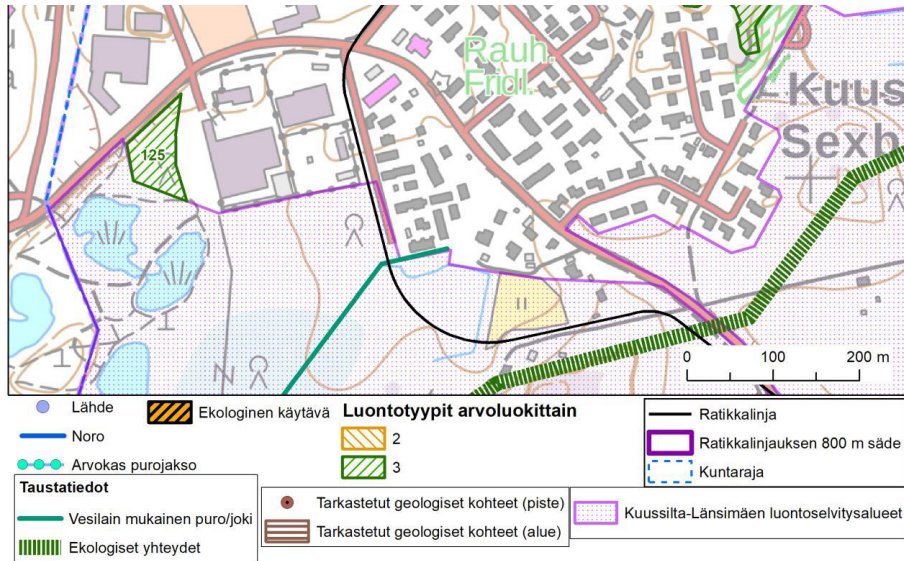 Rauh.
Fridl.
Kuus
Sexb
125
II
0 100 200 m
Lähde
Noro
Arvokas purojakso
Ekologinen käytävä
Luontotyypit arvoluokittain
2
3
Ratikkalinja
Ratikkalinjauksen 800 m säde
Kuntaraja
Taustatiedot
Vesilain mukainen puro/joki
Ekologiset yhteydet
Tarkastetut geologiset kohteet (piste)
Tarkastetut geologiset kohteet (alue)
Kuussilta-Länsimäen luontoselvitysalueet